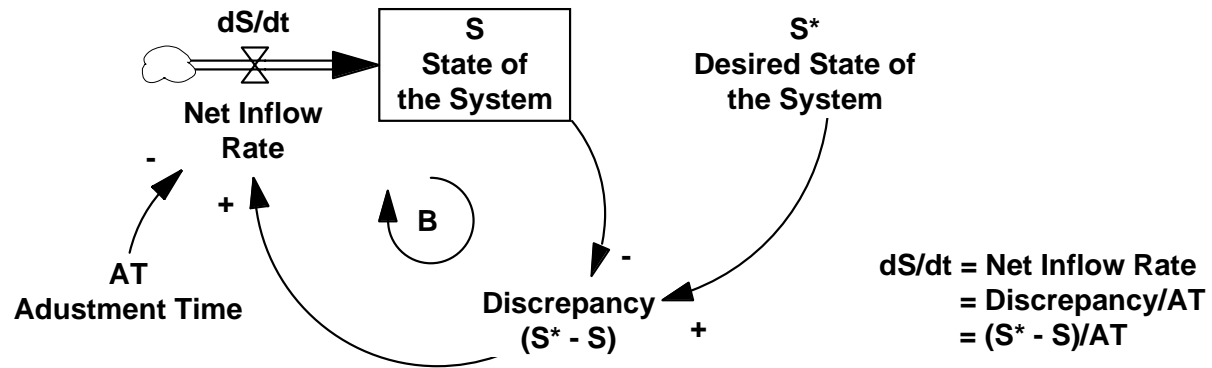 dS/dt
Net Inflow
Rate
-
+
AT
Adustment Time
S
State of
the System
B
S*
Desired State of
the System
-
+
Discrepancy
(S* - S)
dS/dt = Net Inflow Rate
= Discrepancy/AT
= (S* - S)/AT